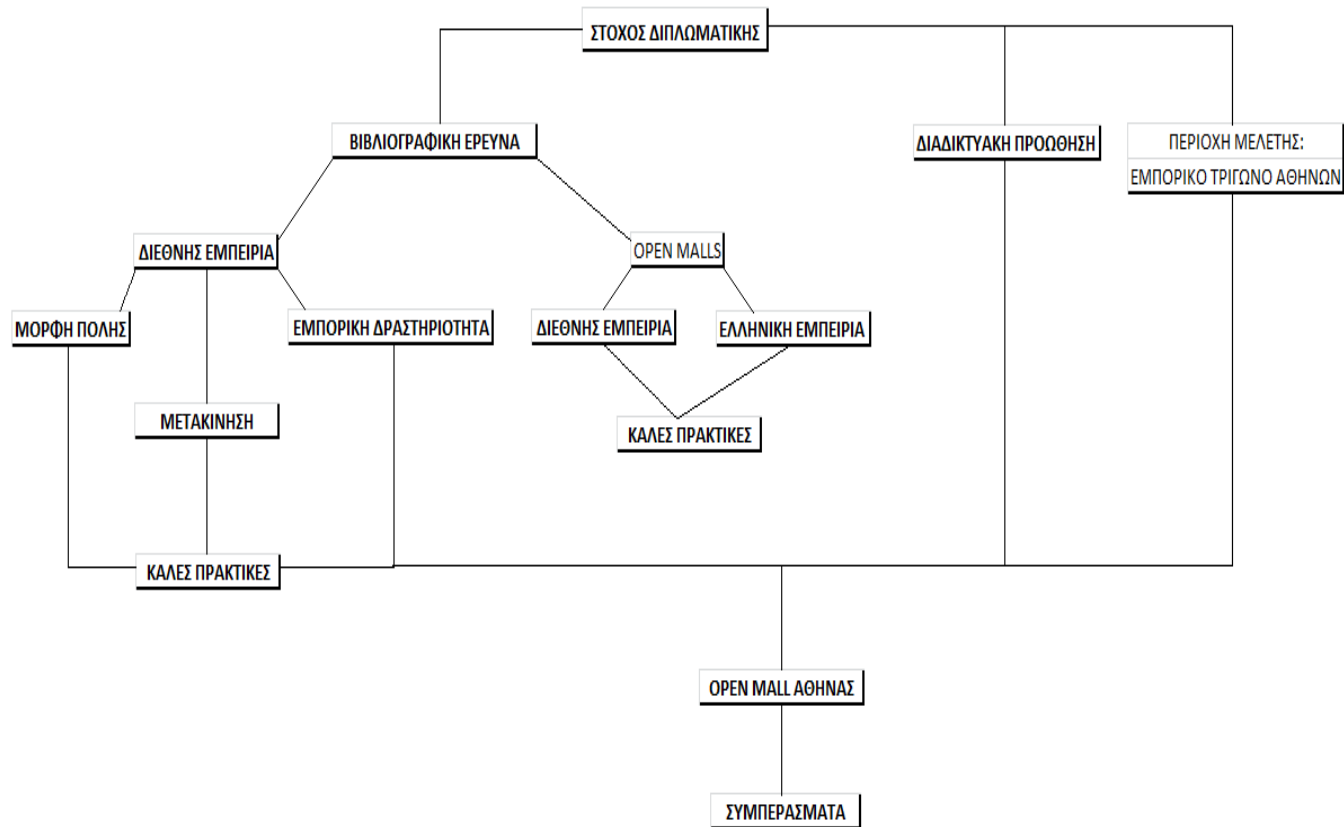 ΣΤΟΧΟΣ ΔΙΠΛΩΜΑΤΙΚΗΣ
ΒΙΒΛΙΟΓΡΑΦΙΚΗ ΕΡΕΥΝΑ
ΔΙΑΔΙΚΤΥΑΚΗ ΠΡΟΩΘΗΣΗ
ΠΕΡΙΟΧΗ ΜΕΛΕΤΗΣ:
ΕΜΠΟΡΙΚΟ ΤΡΙΓΩΝΟ ΑΘΗΝΩΝ
ΔΙΕΘΝΗΣ ΕΜΠΕΙΡΙΑ
OPEN MALLS
ΜΟΡΦΗ ΠΟΛΗΣ
ΕΜΠΟΡΙΚΗ ΔΡΑΣΤΗΡΙΟΤΗΤΑ
ΔΙΕΘΝΗΣ ΕΜΠΕΙΡΙΑ
ΕΛΛΗΝΙΚΗ ΕΜΠΕΙΡΙΑ
ΜΕΤΑΚΙΝΗΣΗ
ΚΑΛΕΣ ΠΡΑΚΤΙΚΕΣ
ΚΑΛΕΣ ΠΡΑΚΤΙΚΕΣ
OPEN MALL ΑΘΗΝΑΣ
ΣΥΜΠΕΡΑΣΜΑΤΑ